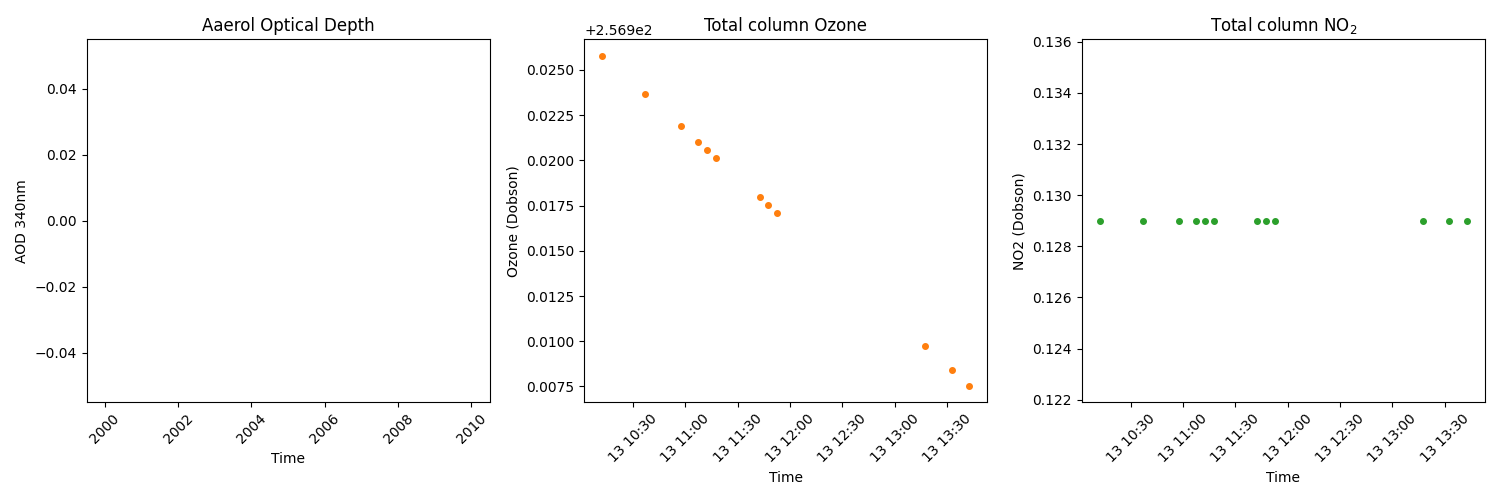 Aaerol Optical Depth
AOD 340nm
0.04
0.02
0.00
−0.02
−0.04
2000 2002 2004 2006 2008 2010
Time
Total column Ozone
+2.569e2
Ozone (Dobson)
0.0250
0.0225
0.0200
0.0175
0.0150
0.0125
0.0100
0.0075
13 10:30 13 11:00 13 11:30 13 12:00 13 12:30 13 13:00 13 13:30
Time
Total column NO₂
NO2 (Dobson)
0.136
0.134
0.132
0.130
0.128
0.126
0.124
0.122
13 10:30 13 11:00 13 11:30 13 12:00 13 12:30 13 13:00 13 13:30
Time